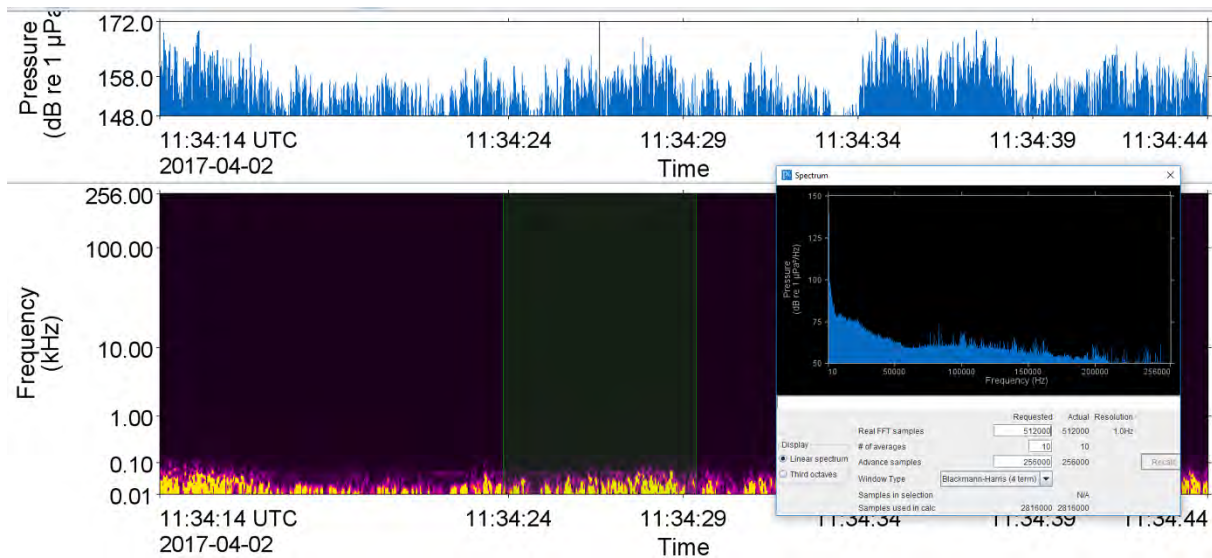 172.0
158.0
148.0
Pressure
(dB re 1 µPa
11:34:14 UTC 11:34:24 11:34:29 11:34:34 11:34:39 11:34:44
2017-04-02 Time
256.00
100.00
10.00
1.00
0.10
0.01
Frequency
(kHz)
11:34:14 UTC 11:34:24 11:34:29 11:34:34 11:34:39 11:34:44
2017-04-02 Time
Spectrum
150
125
100
75
50
Pressure
(dB re 1 µPa²/Hz)
10 50000 100000 150000 200000 256000
Frequency (Hz)
Requested Actual Resolution
Real FFT samples 512000 512000 1.0Hz
Display
# of averages 10 10
Linear spectrum
Advance samples 256000 256000
Third octaves
Window Type Blackmann-Harris (4 term)
Samples in selection N/A
Samples used in calc 2816000 2816000